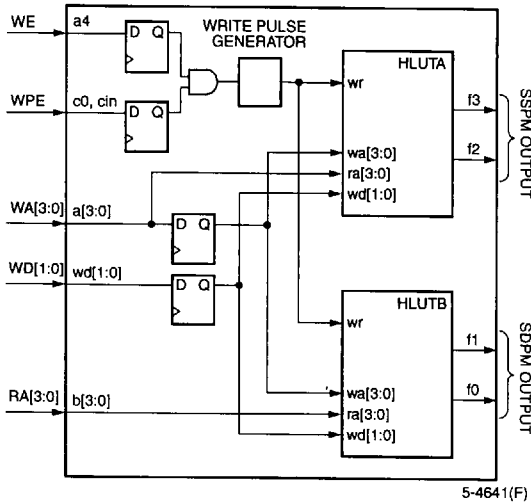 WE
a4
D Q
WRITE PULSE
GENERATOR
HLUTA
wr
f3
WPE
c0, cin
D Q
f2
SSPM OUTPUT
wa[3:0]
ra[3:0]
wd[1:0]
WA[3:0]
a[3:0]
D Q
WD[1:0]
wd[1:0]
D Q
HLUTB
wr
f1
f0
SDPM OUTPUT
wa[3:0]
RA[3:0]
b[3:0]
ra[3:0]
wd[1:0]
5-4641(F)